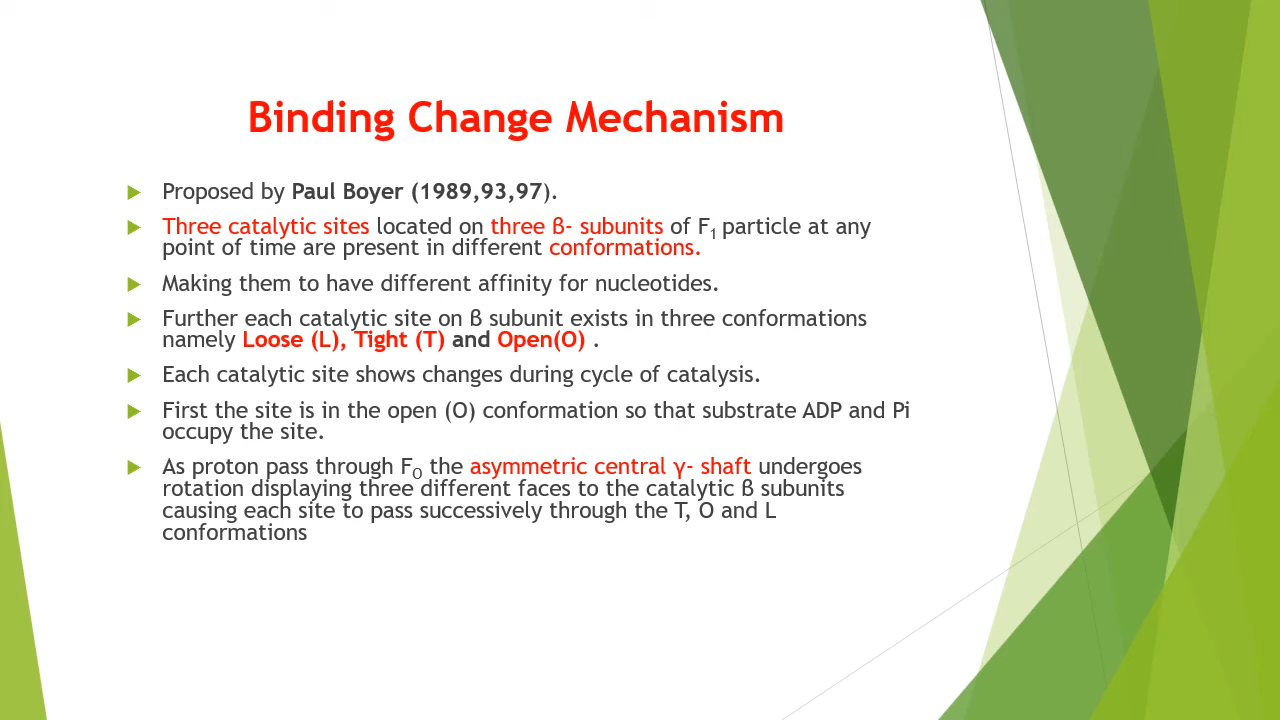 Binding Change Mechanism
Proposed by Paul Boyer (1989,93,97).
Three catalytic sites located on three ß- subunits of F1 particle at any
point of time are present in different conformations.
Making them to have different affinity for nucleotides.
Further each catalytic site on ß subunit exists in three conformations
namely Loose (L), Tight (T) and Open(O) .
Each catalytic site shows changes during cycle of catalysis.
First the site is in the open (O) conformation so that substrate ADP and Pi
occupy the site.
As proton pass through FO the asymmetric central γ- shaft undergoes
rotation displaying three different faces to the catalytic ß subunits
causing each site to pass successively through the T, O and L
conformations